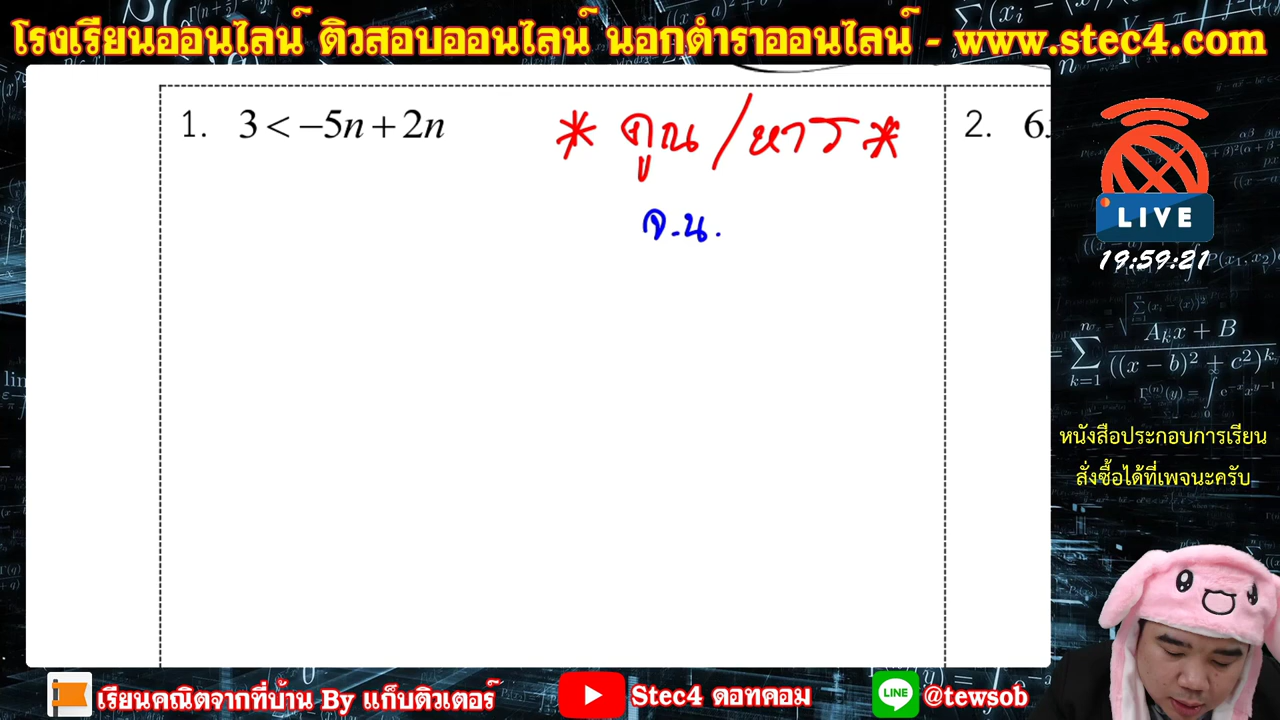 โรงเรียนออนไลน์ ติวสอบออนไลน์ นอกตำราออนไลน์ - www.stec4.com
1. 3 < −5n + 2n
* คูณ / หาร *
2. 6
จ.น.
LIVE
19:59:21
A_k x + B
((x − b)² + c²)^k
หนังสือประกอบการเรียน
สั่งซื้อได้ที่เพจนะครับ
เรียนคณิตจากที่บ้าน By แก็บติวเตอร์
Stec4 ดอทคอม
LINE
@tewsob